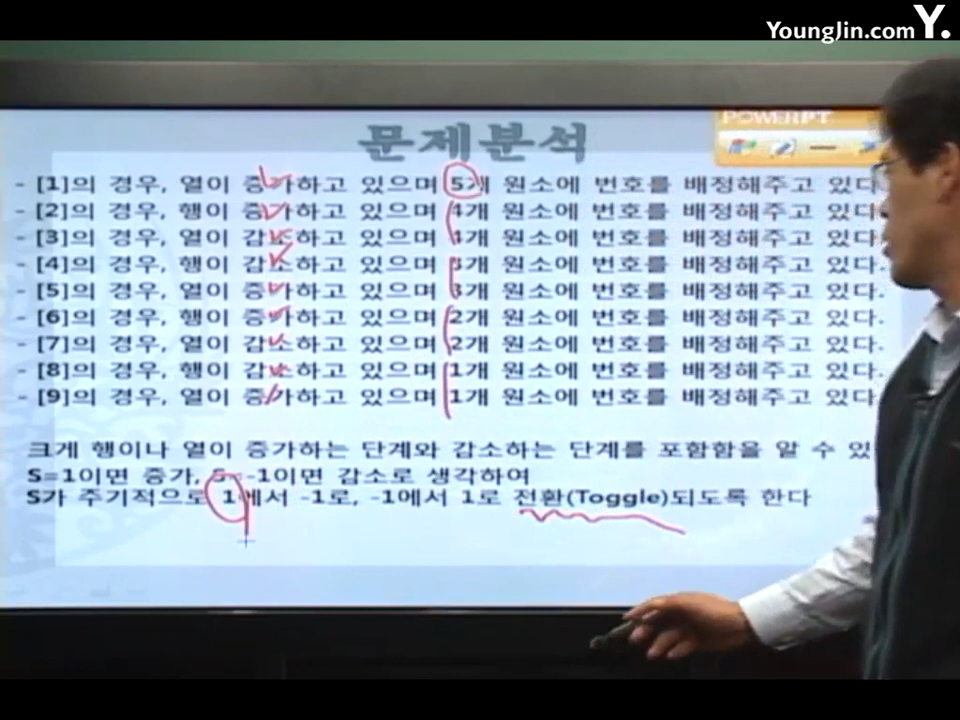 YoungJin.com Y.
POWERPT
문제분석
- [1]의 경우, 열이 증가하고 있으며 5개 원소에 번호를 배정해주고 있다
- [2]의 경우, 행이 증가하고 있으며 4개 원소에 번호를 배정해주고 있다
- [3]의 경우, 열이 감소하고 있으며 4개 원소에 번호를 배정해주고 있다
- [4]의 경우, 행이 감소하고 있으며 3개 원소에 번호를 배정해주고 있다.
- [5]의 경우, 열이 증가하고 있으며 3개 원소에 번호를 배정해주고 있다.
- [6]의 경우, 행이 증가하고 있으며 2개 원소에 번호를 배정해주고 있다.
- [7]의 경우, 열이 감소하고 있으며 2개 원소에 번호를 배정해주고 있다.
- [8]의 경우, 행이 감소하고 있으며 1개 원소에 번호를 배정해주고 있다.
- [9]의 경우, 열이 증가하고 있으며 1개 원소에 번호를 배정해주고 있다
크게 행이나 열이 증가하는 단계와 감소하는 단계를 포함함을 알 수 있
S=1이면 증가, S=-1이면 감소로 생각하여
S가 주기적으로 1에서 -1로, -1에서 1로 전환(Toggle)되도록 한다